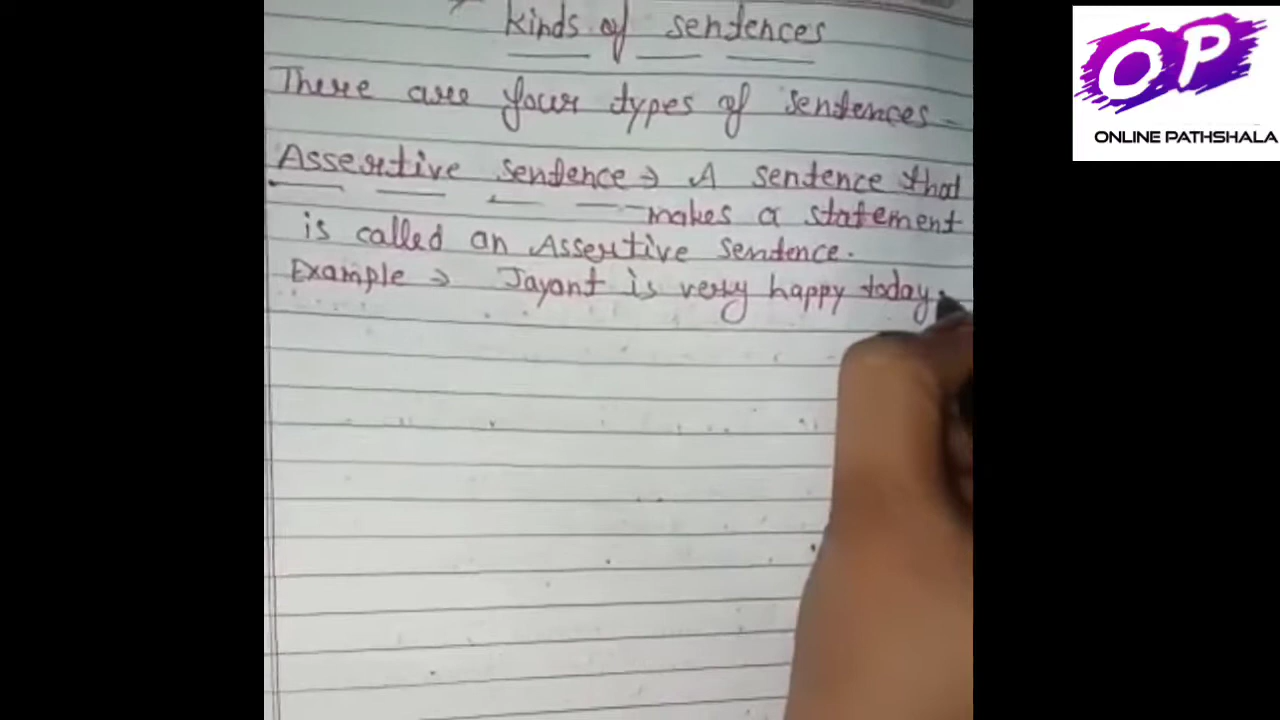 Kinds of sentences
There are four types of sentences -
Assertive sentence → A sentence that
makes a statement
is called an Assertive sentence.
Example → Jayant is very happy today.
OP
ONLINE PATHSHALA